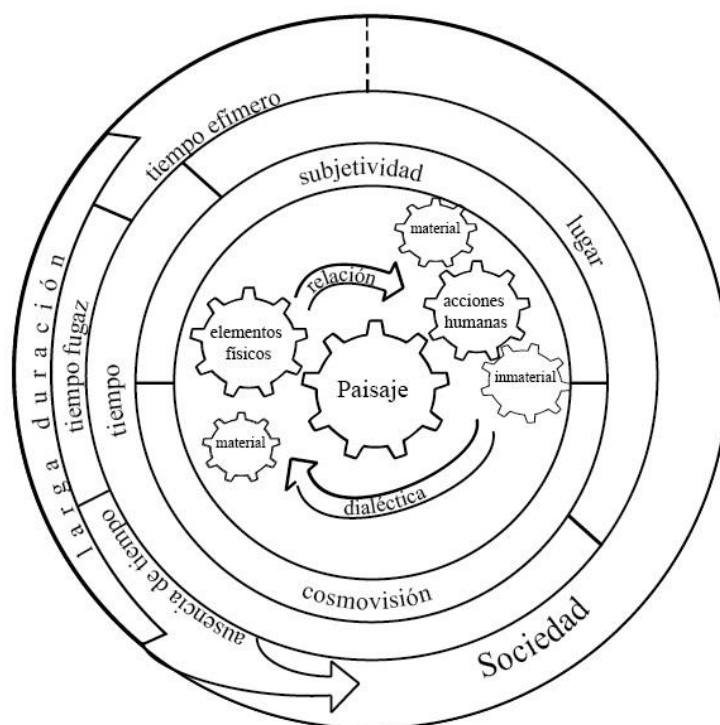 tiempo efímero
subjetividad
lugar
larga duración
tiempo fugaz
tiempo
material
relación
elementos
físicos
acciones
humanas
Paisaje
inmaterial
material
dialéctica
ausencia de tiempo
cosmovisión
Sociedad